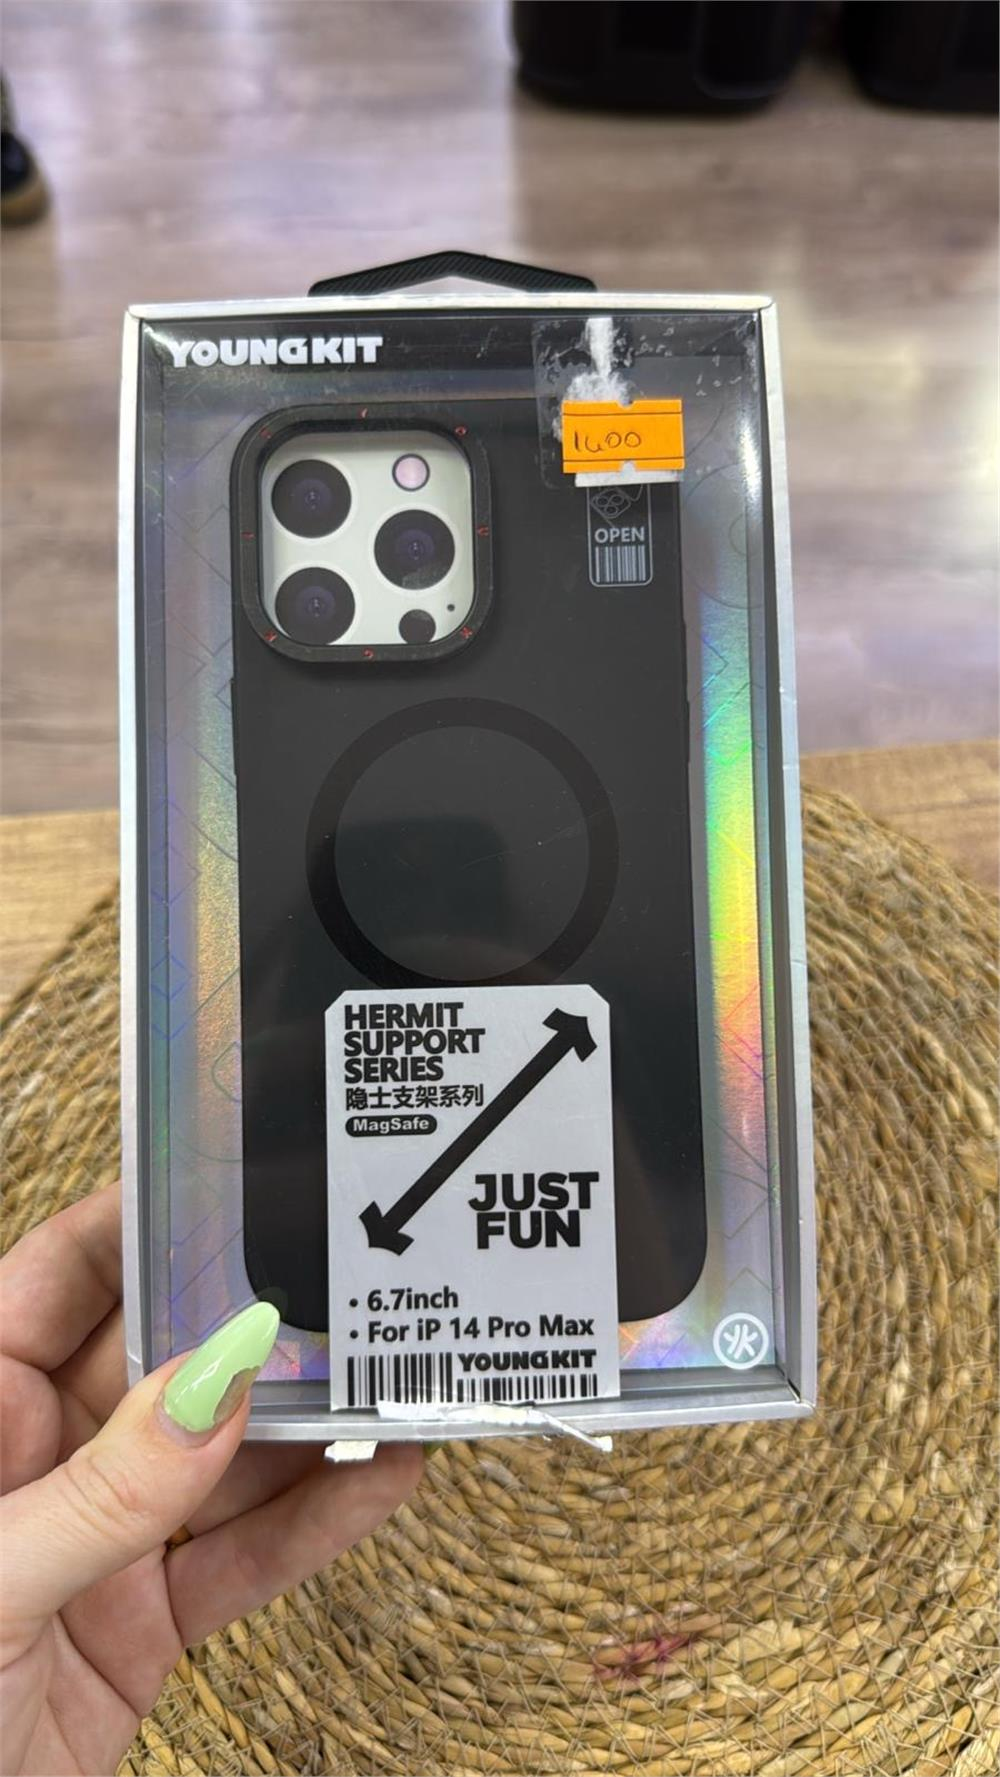 YOUNGKIT
1400
OPEN
HERMIT
SUPPORT
SERIES
隐士支架系列
MagSafe
JUST
FUN
• 6.7inch
• For iP 14 Pro Max
YOUNGKIT